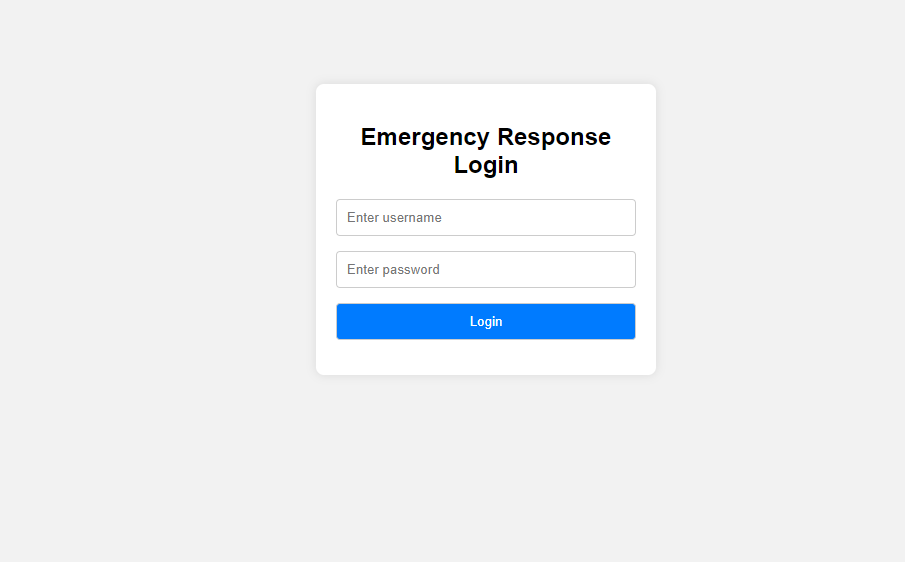 Emergency Response
Login
Enter username
Enter password
Login